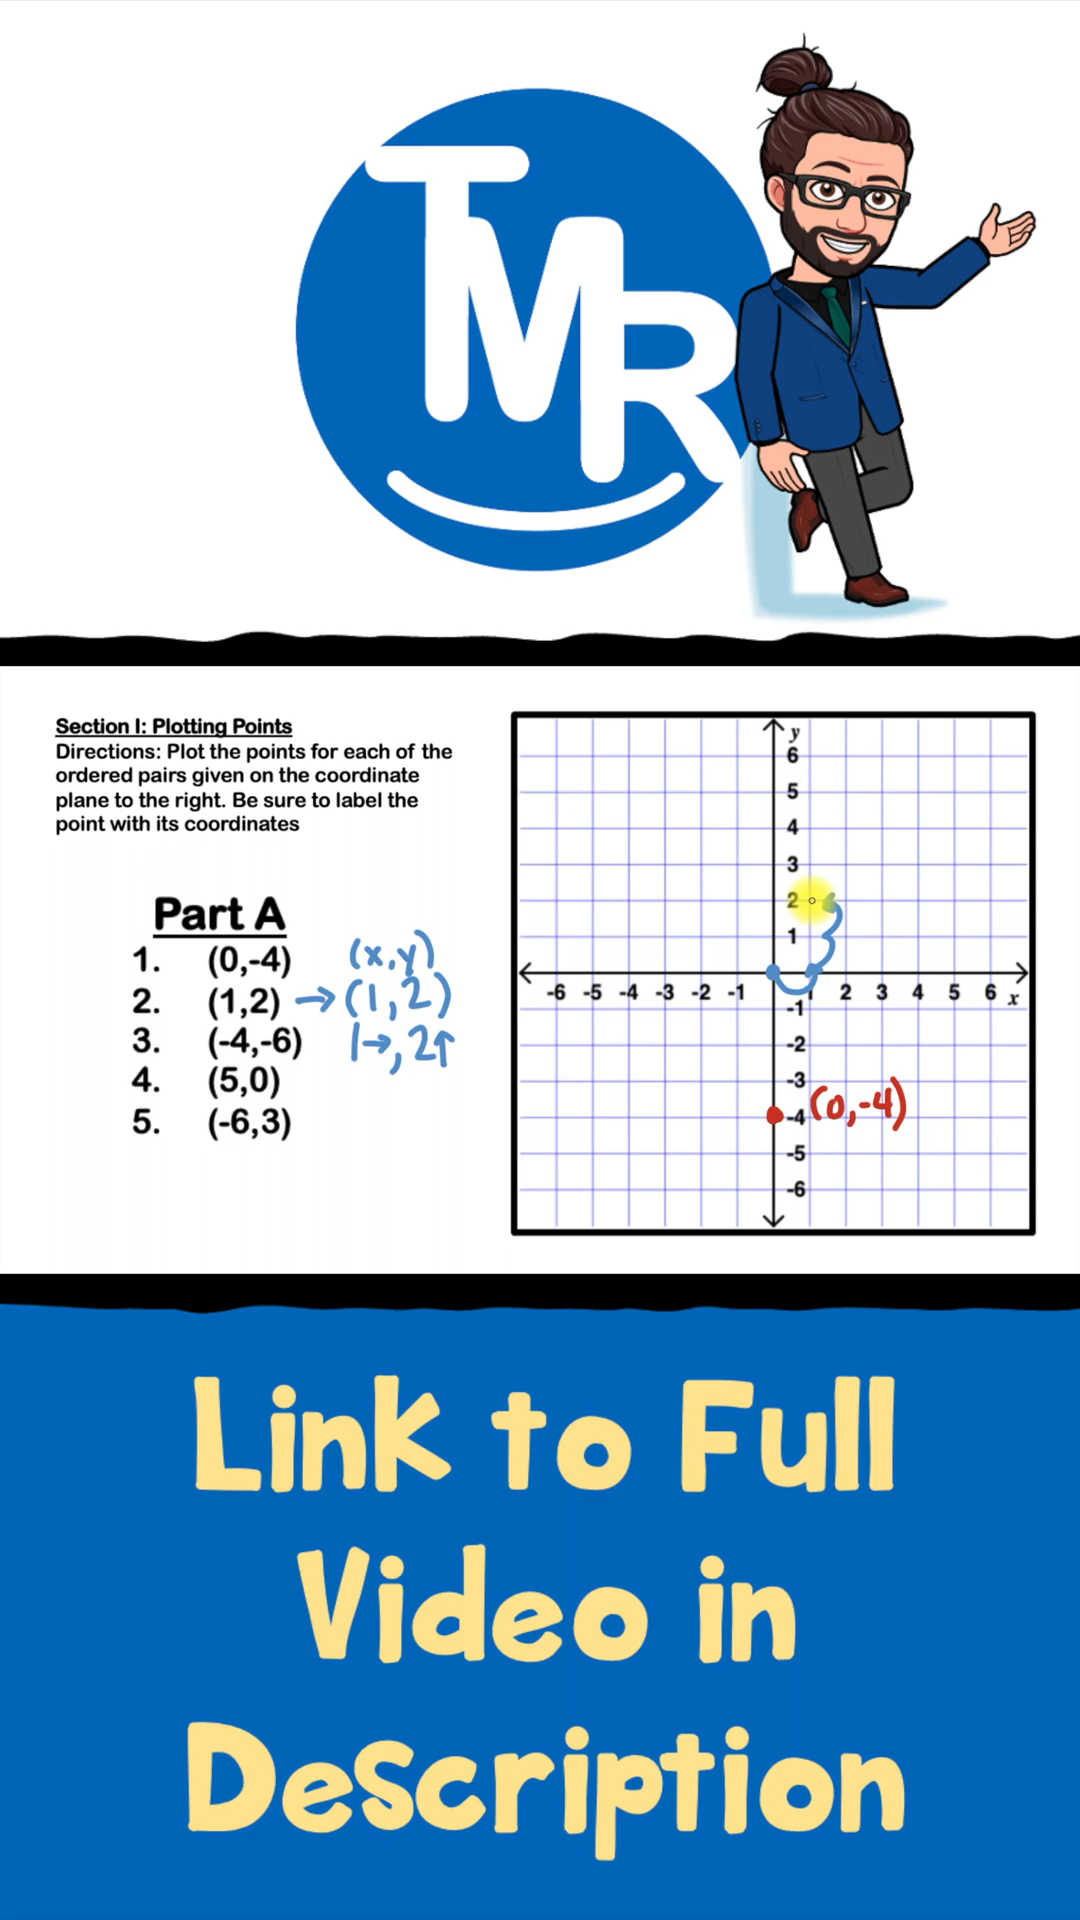 TMR
Section I: Plotting Points
Directions: Plot the points for each of the
ordered pairs given on the coordinate
plane to the right. Be sure to label the
point with its coordinates
Part A
1. (0,-4) (x,y)
2. (1,2) → (1,2)
3. (-4,-6) 1→, 2↑
4. (5,0)
5. (-6,3)
y
6
5
4
3
2
1
-6 -5 -4 -3 -2 -1 1 2 3 4 5 6 x
-1
-2
-3
-4 (0,-4)
-5
-6
Link to Full
Video in
Description